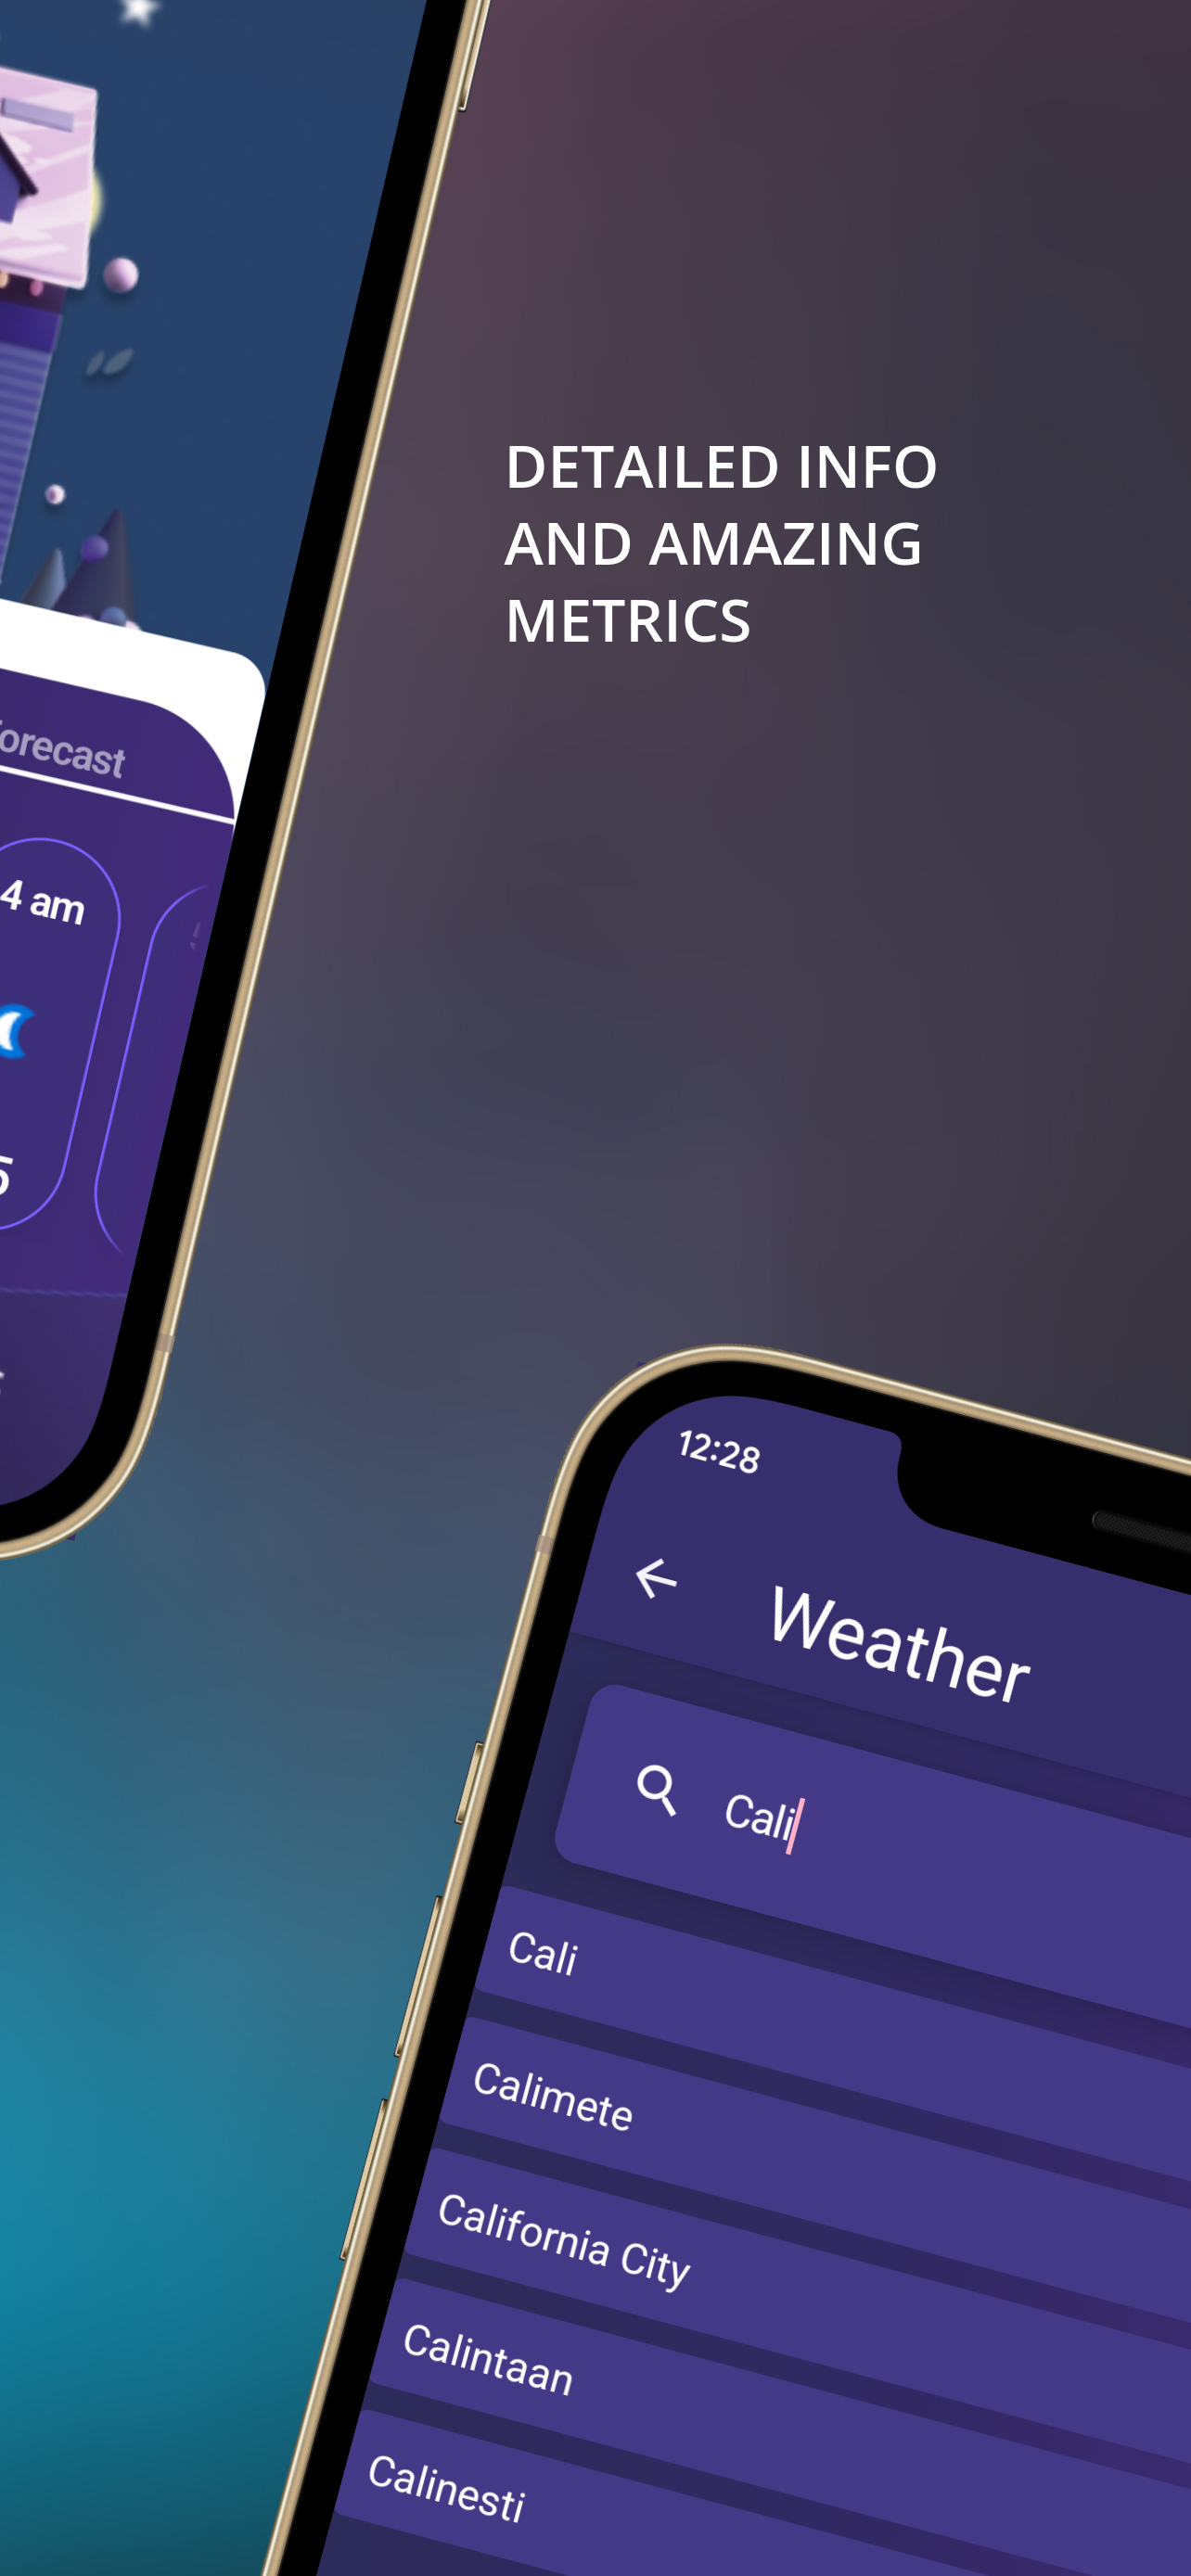 DETAILED INFO
AND AMAZING
METRICS
orecast
4 am
5
12:28
Weather
Cali
Cali
Calimete
California City
Calintaan
Calinesti